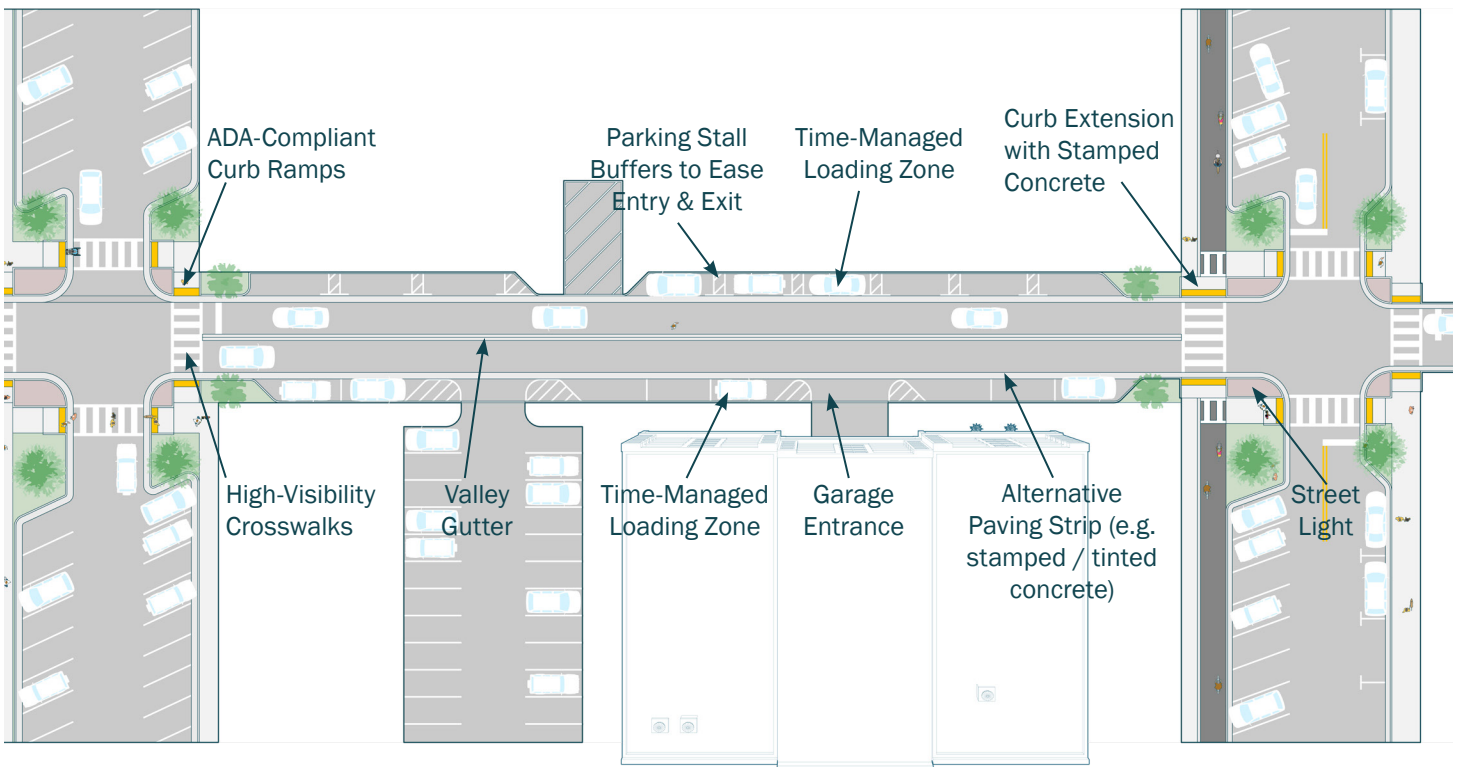 ADA-Compliant
Curb Ramps
Parking Stall
Buffers to Ease
Entry & Exit
Time-Managed
Loading Zone
Curb Extension
with Stamped
Concrete
High-Visibility
Crosswalks
Valley
Gutter
Time-Managed
Loading Zone
Garage
Entrance
Alternative
Paving Strip (e.g.
stamped / tinted
concrete)
Street
Light